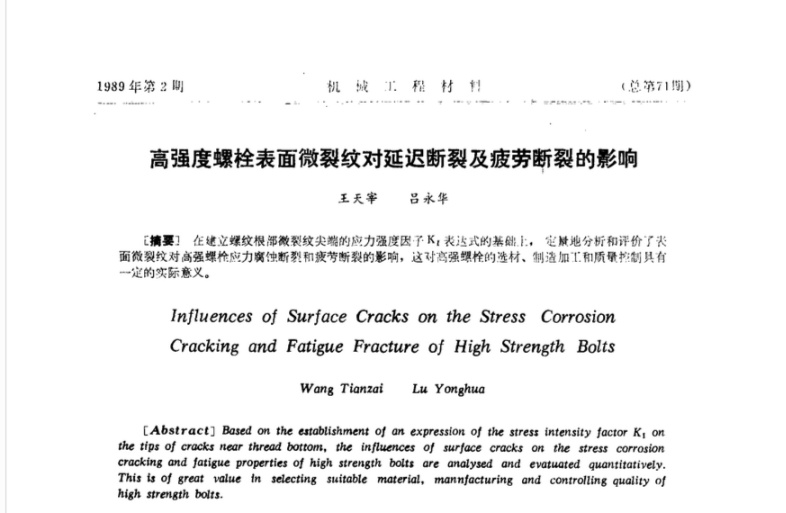 1989年第2期 机械工程材料 (总第71期)
高强度螺栓表面微裂纹对延迟断裂及疲劳断裂的影响
王天宰 吕永华
〔摘要〕 在建立螺纹根部微裂纹尖端的应力强度因子 K₁ 表达式的基础上， 定量地分析和评价了表
面微裂纹对高强螺栓应力腐蚀断裂和疲劳断裂的影响，这对高强螺栓的选材、制造加工和质量控制具有
一定的实际意义。
Influences of Surface Cracks on the Stress Corrosion
Cracking and Fatigue Fracture of High Strength Bolts
Wang Tianzai Lu Yonghua
〔Abstract〕 Based on the establishment of an expression of the stress intensity factor K₁ on
the tips of cracks near thread bottom, the influences of surface cracks on the stress corrosion
cracking and fatigue properties of high strength bolts are analysed and evatuated quantitatively.
This is of great value in selecting suitable material, mannfacturing and controlling quality of
high strength bolts.